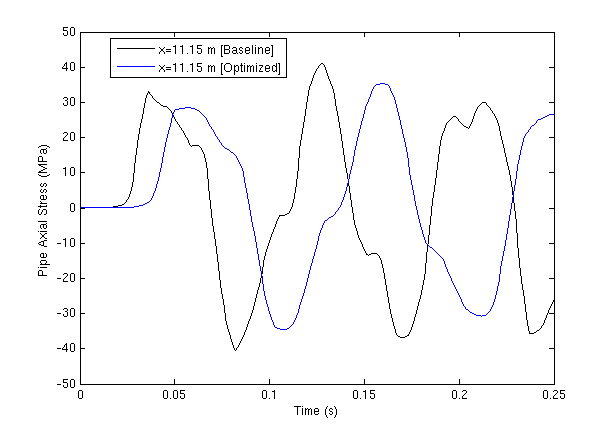 50
x=11.15 m [Baseline]
40
x=11.15 m [Optimized]
30
20
10
0
-10
-20
-30
-40
-50
Pipe Axial Stress (MPa)
0 0.05 0.1 0.15 0.2 0.25
Time (s)